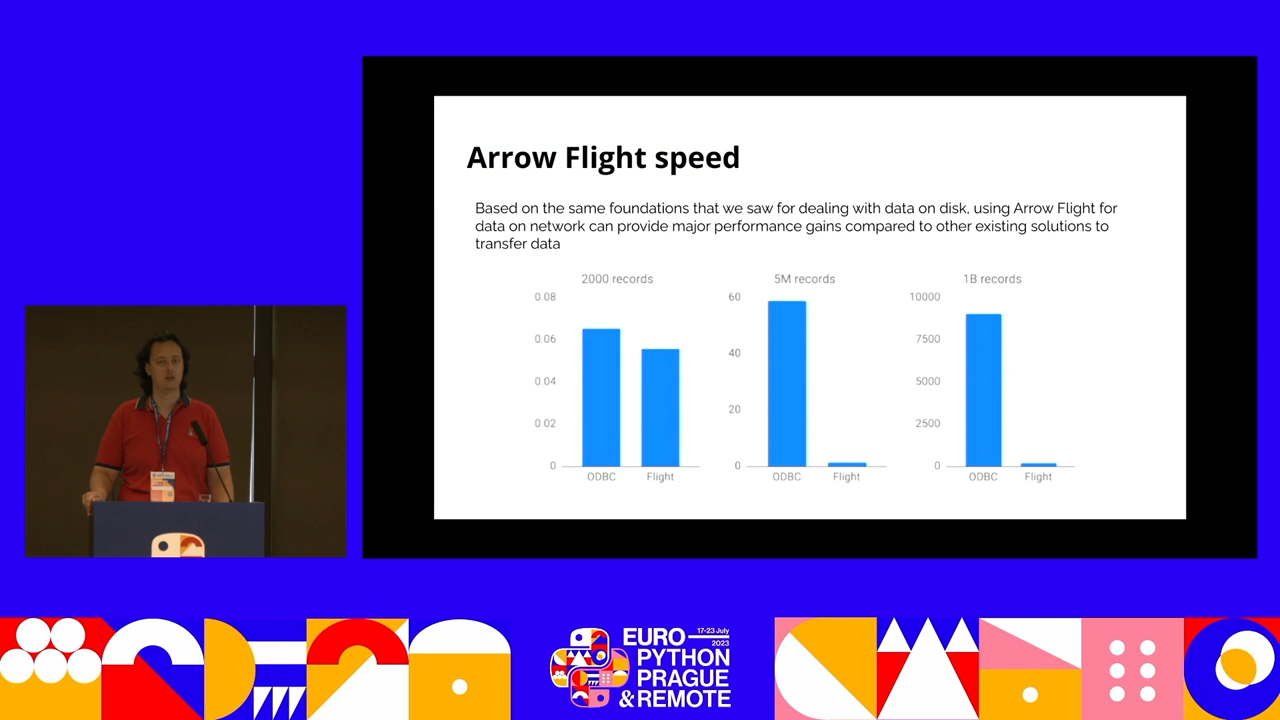 Arrow Flight speed
Based on the same foundations that we saw for dealing with data on disk, using Arrow Flight for
data on network can provide major performance gains compared to other existing solutions to
transfer data
2000 records
0.08
0.06
0.04
0.02
0
ODBC
Flight
5M records
60
40
20
0
ODBC
Flight
1B records
10000
7500
5000
2500
0
ODBC
Flight
EURO
17-23 July
2023
PYTHON
PRAGUE
& REMOTE